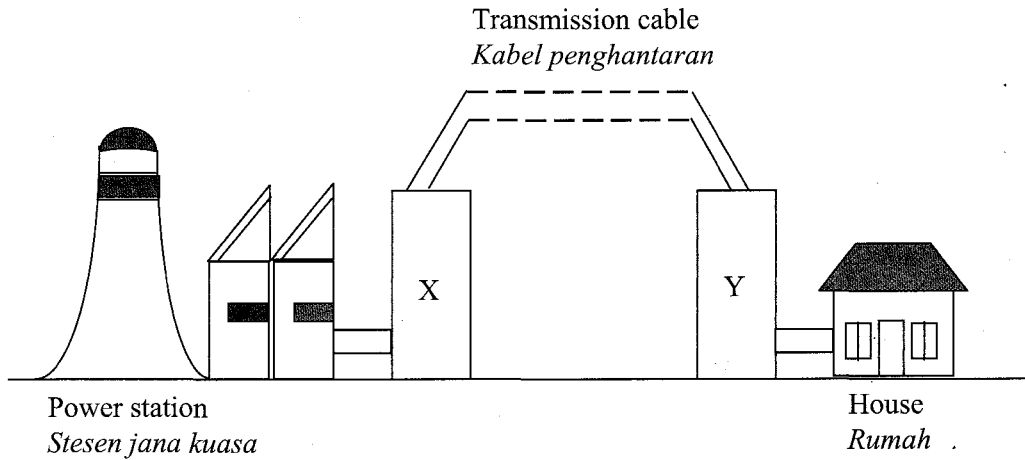 Transmission cable
Kabel penghantaran
X
Y
Power station
Stesen jana kuasa
House
Rumah